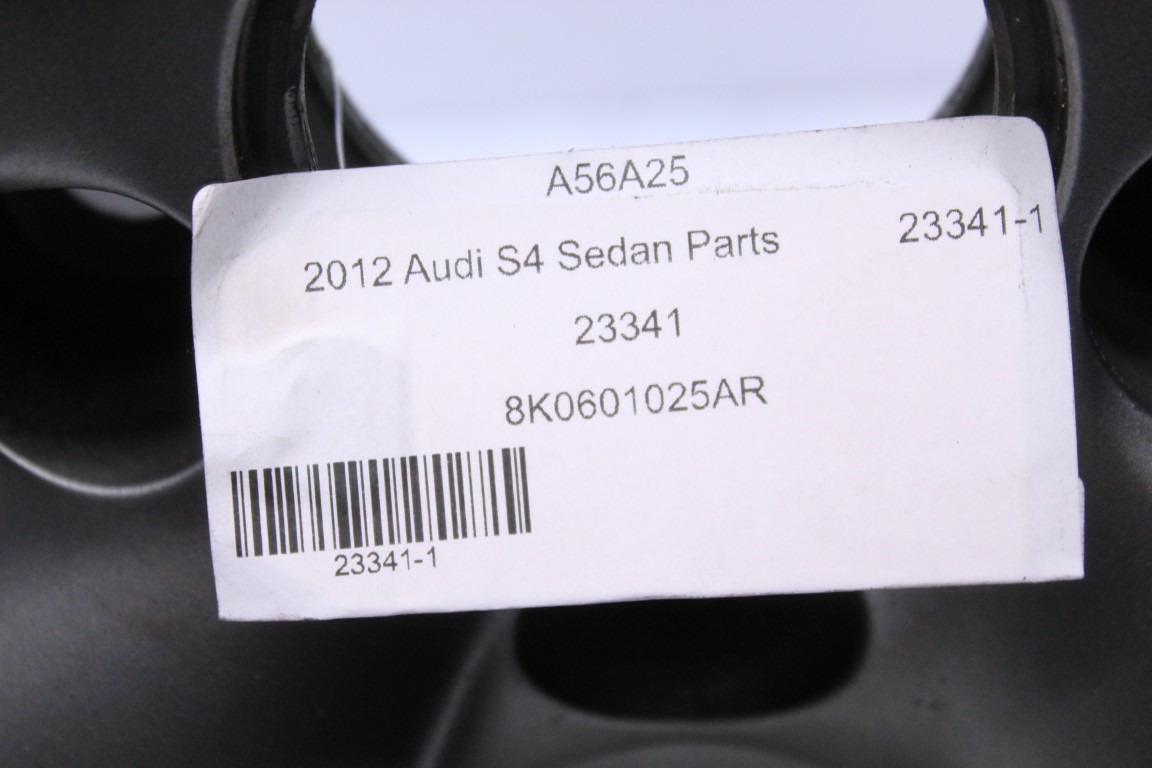 A56A25
2012 Audi S4 Sedan Parts
23341-1
23341
8K0601025AR
23341-1